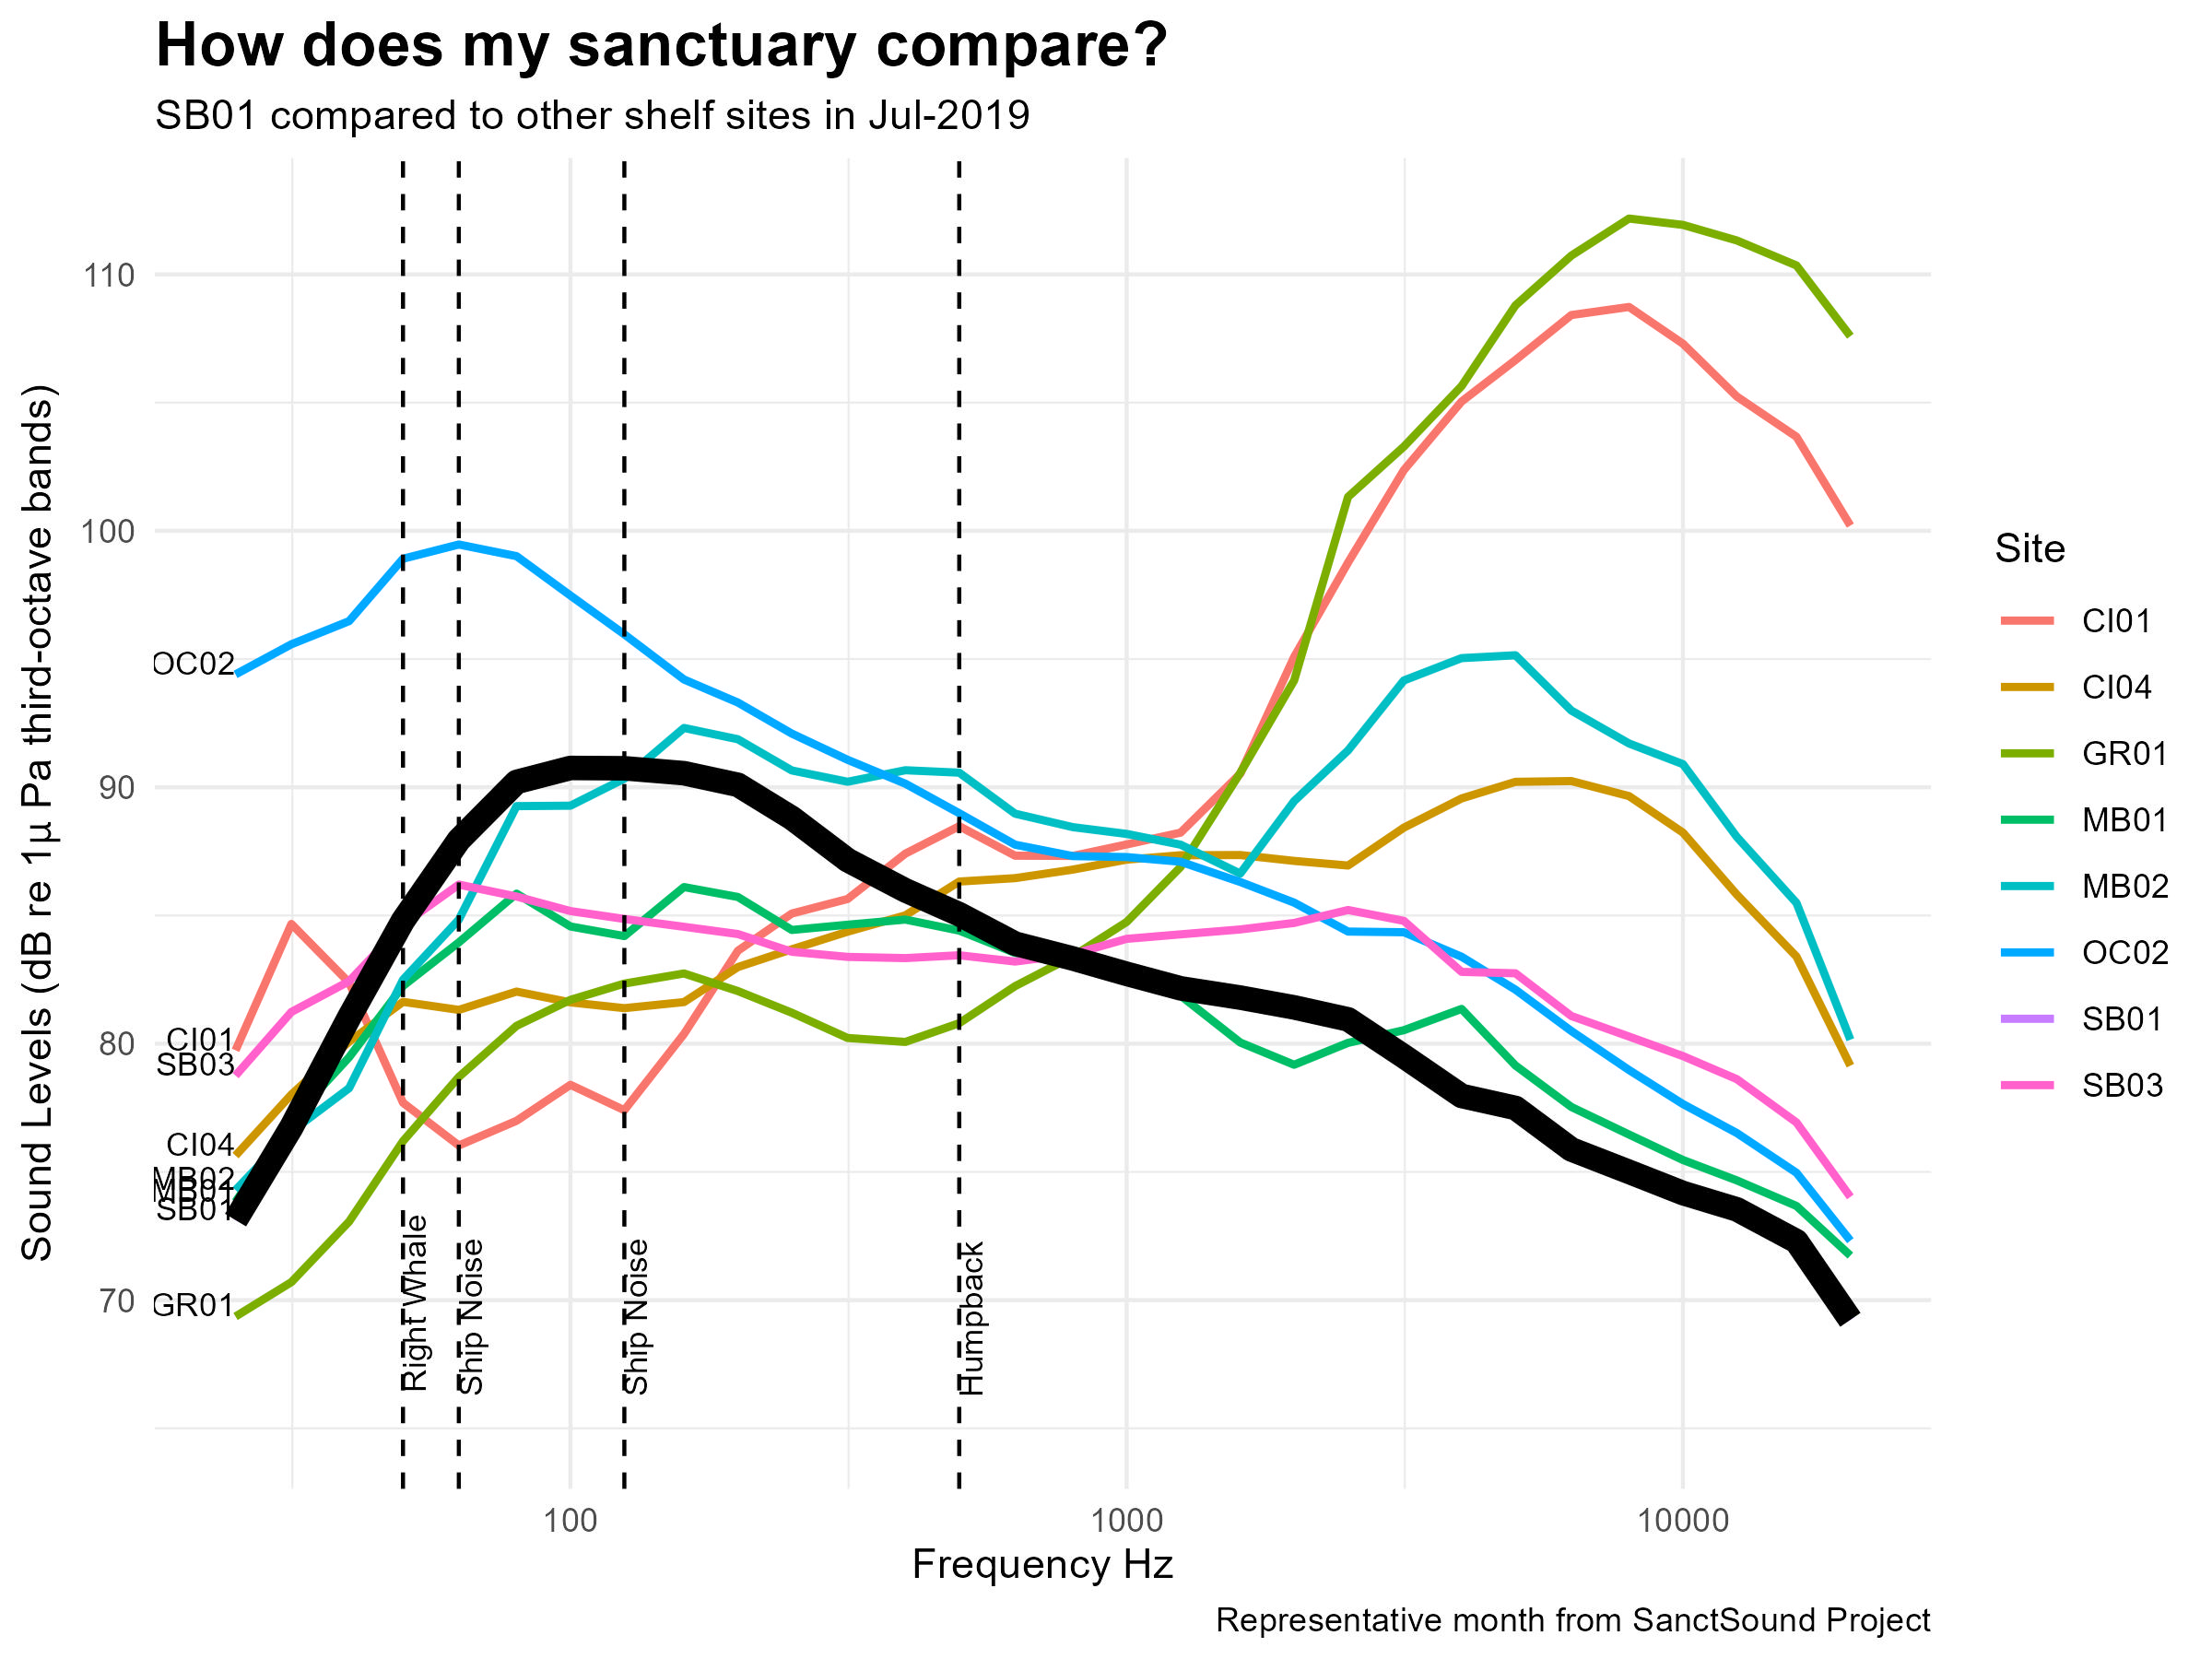 How does my sanctuary compare?
SB01 compared to other shelf sites in Jul-2019
Sound Levels (dB re 1µ Pa third-octave bands)
110
100
90
80
70
OC02
CI01
SB03
CI04
MB02
MB01
SB01
GR01
Right Whale
Ship Noise
Ship Noise
Humpback
100
1000
10000
Frequency Hz
Site
CI01
CI04
GR01
MB01
MB02
OC02
SB01
SB03
Representative month from SanctSound Project